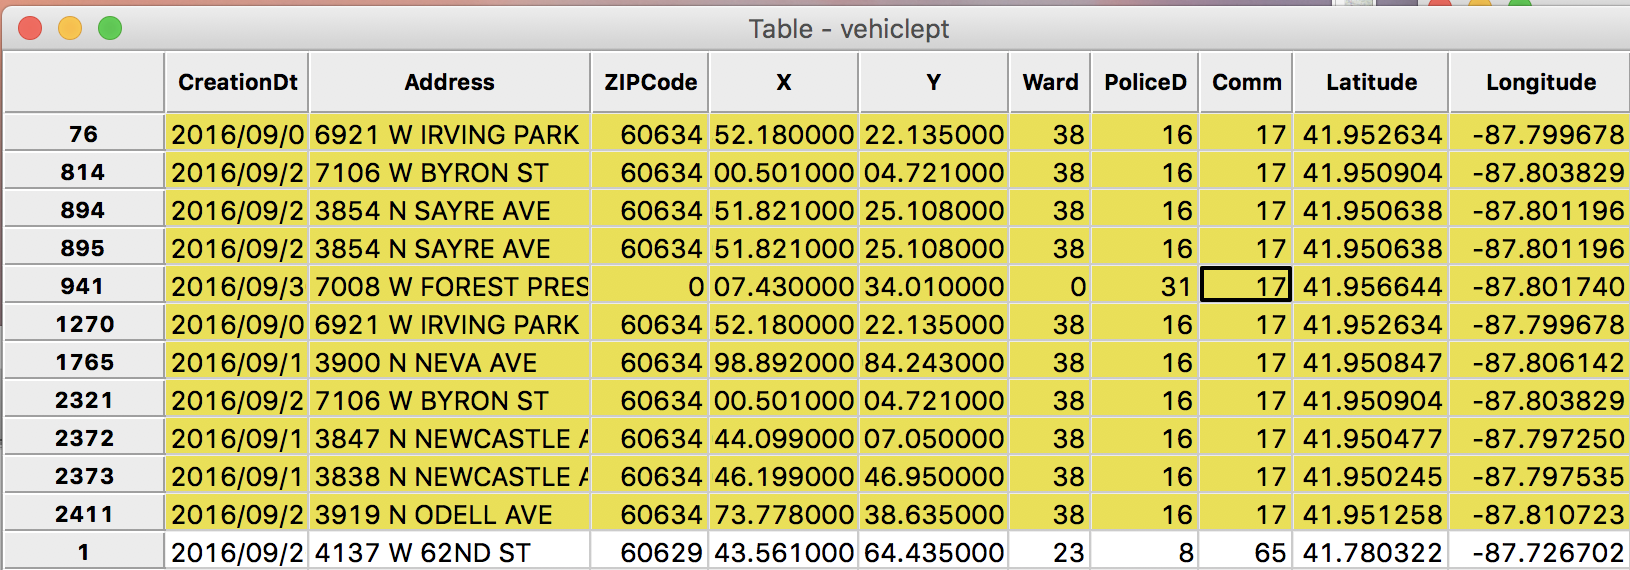 Table - vehiclept
CreationDt Address ZIPCode X Y Ward PoliceD Comm Latitude Longitude
76 2016/09/0 6921 W IRVING PARK 60634 52.180000 22.135000 38 16 17 41.952634 -87.799678
814 2016/09/2 7106 W BYRON ST 60634 00.501000 04.721000 38 16 17 41.950904 -87.803829
894 2016/09/2 3854 N SAYRE AVE 60634 51.821000 25.108000 38 16 17 41.950638 -87.801196
895 2016/09/2 3854 N SAYRE AVE 60634 51.821000 25.108000 38 16 17 41.950638 -87.801196
941 2016/09/3 7008 W FOREST PRES 0 07.430000 34.010000 0 31 17 41.956644 -87.801740
1270 2016/09/0 6921 W IRVING PARK 60634 52.180000 22.135000 38 16 17 41.952634 -87.799678
1765 2016/09/1 3900 N NEVA AVE 60634 98.892000 84.243000 38 16 17 41.950847 -87.806142
2321 2016/09/2 7106 W BYRON ST 60634 00.501000 04.721000 38 16 17 41.950904 -87.803829
2372 2016/09/1 3847 N NEWCASTLE A 60634 44.099000 07.050000 38 16 17 41.950477 -87.797250
2373 2016/09/1 3838 N NEWCASTLE A 60634 46.199000 46.950000 38 16 17 41.950245 -87.797535
2411 2016/09/2 3919 N ODELL AVE 60634 73.778000 38.635000 38 16 17 41.951258 -87.810723
1 2016/09/2 4137 W 62ND ST 60629 43.561000 64.435000 23 8 65 41.780322 -87.726702